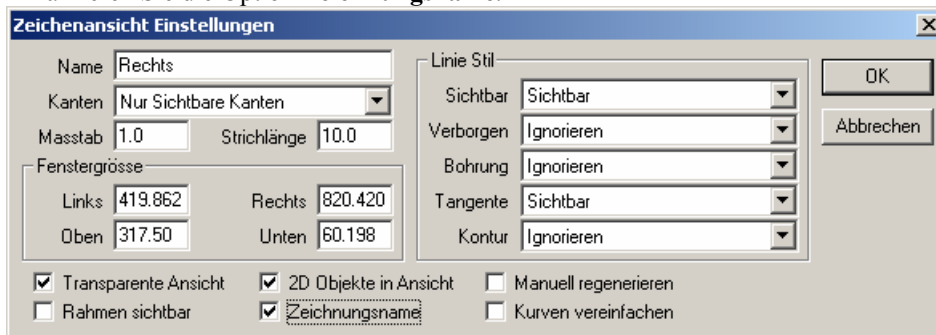 Zeichenansicht Einstellungen
Name Rechts
Kanten Nur Sichtbare Kanten
Masstab 1.0 Strichlänge 10.0
Fenstergrösse
Links 419.862 Rechts 820.420
Oben 317.50 Unten 60.198
Linie Stil
Sichtbar Sichtbar
Verborgen Ignorieren
Bohrung Ignorieren
Tangente Sichtbar
Kontur Ignorieren
OK
Abbrechen
Transparente Ansicht 2D Objekte in Ansicht Manuell regenerieren
Rahmen sichtbar Zeichnungsname Kurven vereinfachen